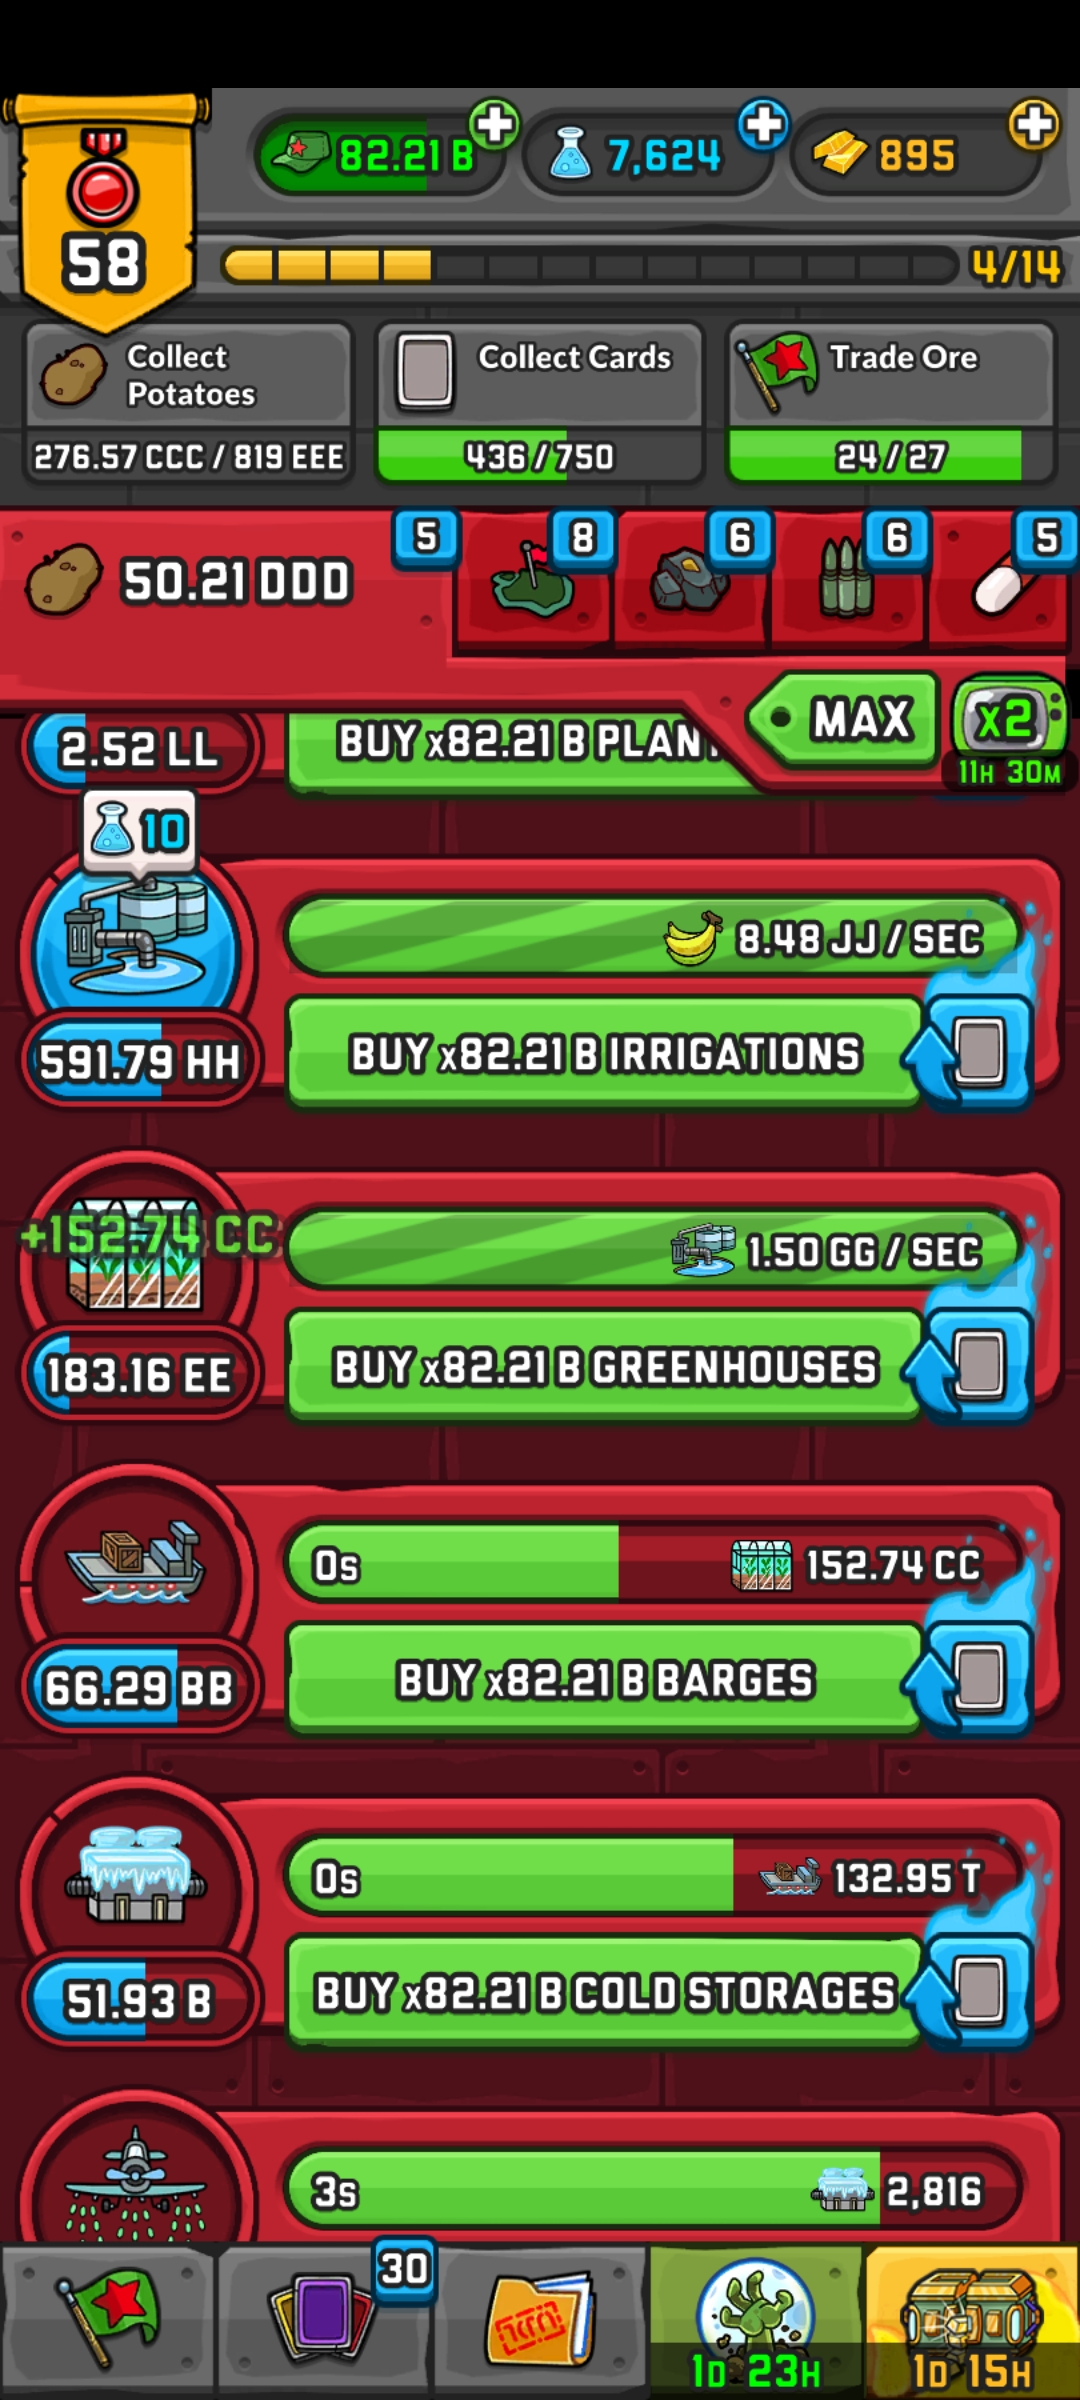 82.21 B
7,624
895
58
4/14
Collect Potatoes
276.57 CCC / 819 EEE
Collect Cards
436 / 750
Trade Ore
24 / 27
50.21 DDD
5
8
6
6
5
MAX
x2
11H 30M
2.52 LL
BUY x82.21 B PLANT
10
8.48 JJ / SEC
591.79 HH
BUY x82.21 B IRRIGATIONS
+152.74 CC
1.50 GG / SEC
183.16 EE
BUY x82.21 B GREENHOUSES
0s
152.74 CC
66.29 BB
BUY x82.21 B BARGES
0s
132.95 T
51.93 B
BUY x82.21 B COLD STORAGES
3s
2,816
30
1D 23H
1D 15H